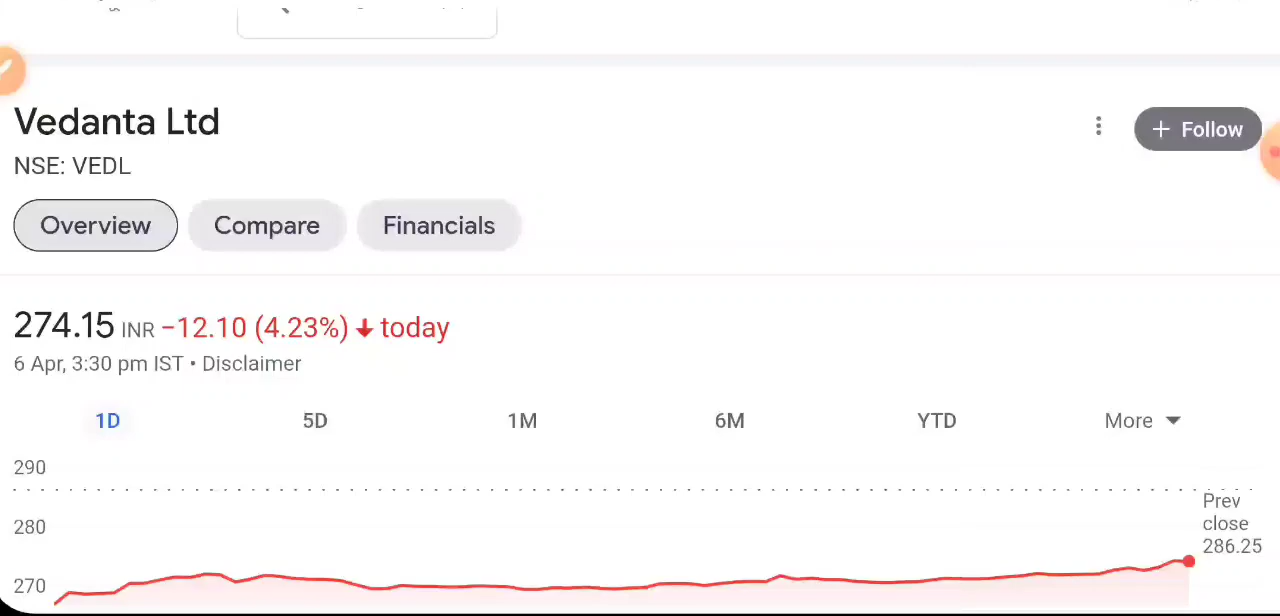 Vedanta Ltd
+ Follow
NSE: VEDL
Overview Compare Financials
274.15 INR −12.10 (4.23%) ↓ today
6 Apr, 3:30 pm IST • Disclaimer
1D 5D 1M 6M YTD More
290
Prev
close
286.25
280
270